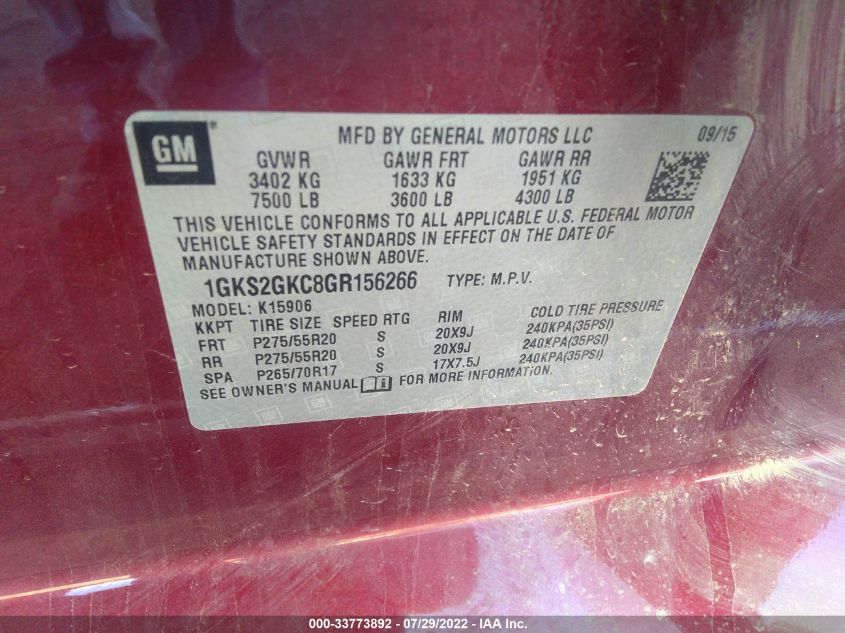 GM®
MFD BY GENERAL MOTORS LLC 09/15
GVWR GAWR FRT GAWR RR
3402 KG 1633 KG 1951 KG
7500 LB 3600 LB 4300 LB
THIS VEHICLE CONFORMS TO ALL APPLICABLE U.S. FEDERAL MOTOR
VEHICLE SAFETY STANDARDS IN EFFECT ON THE DATE OF
MANUFACTURE SHOWN ABOVE.
1GKS2GKC8GR156266 TYPE: M.P.V.
MODEL: K15906
KKPT TIRE SIZE SPEED RTG RIM COLD TIRE PRESSURE
FRT P275/55R20 S 20X9J 240KPA(35PSI)
RR P275/55R20 S 20X9J 240KPA(35PSI)
SPA P265/70R17 S 17X7.5J 240KPA(35PSI)
SEE OWNER'S MANUAL FOR MORE INFORMATION.
000-33773892 - 07/29/2022 - IAA Inc.